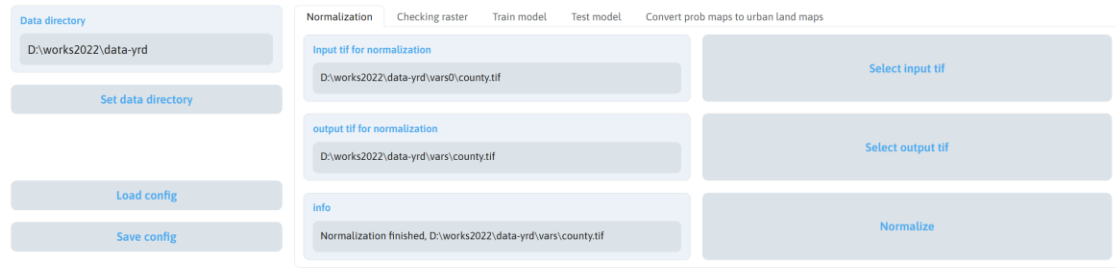 Data directory
D:\works2022\data-yrd
Set data directory
Load config
Save config
Normalization
Checking raster
Train model
Test model
Convert prob maps to urban land maps
Input tif for normalization
D:\works2022\data-yrd\vars0\county.tif
Select input tif
output tif for normalization
D:\works2022\data-yrd\vars\county.tif
Select output tif
info
Normalization finished, D:\works2022\data-yrd\vars\county.tif
Normalize